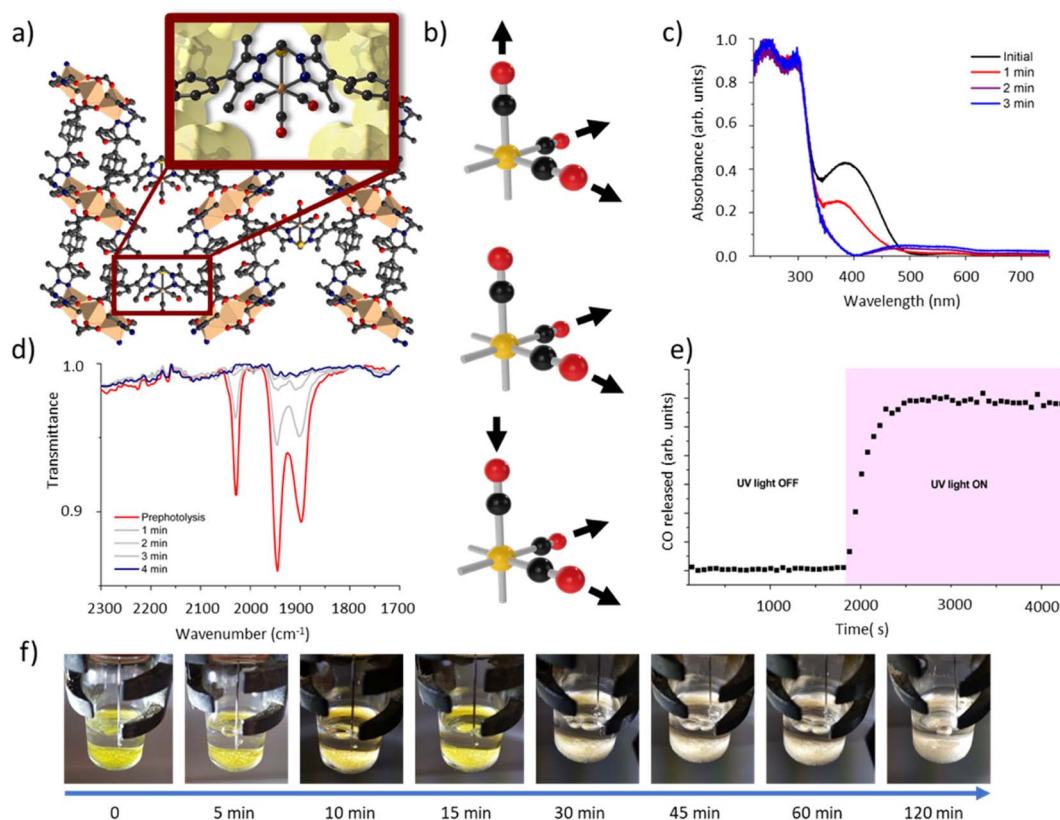 a)
b)
c)
Absorbance (arb. units)
1.0
0.8
0.6
0.4
0.2
0.0
300
400
500
600
700
Wavelength (nm)
Initial
1 min
2 min
3 min
d)
Transmittance
1.0
0.9
Prephotolysis
1 min
2 min
3 min
4 min
2300
2200
2100
2000
1900
1800
1700
Wavenumber (cm⁻¹)
e)
CO released (arb. units)
UV light OFF
UV light ON
1000
2000
3000
4000
Time( s)
f)
0
5 min
10 min
15 min
30 min
45 min
60 min
120 min